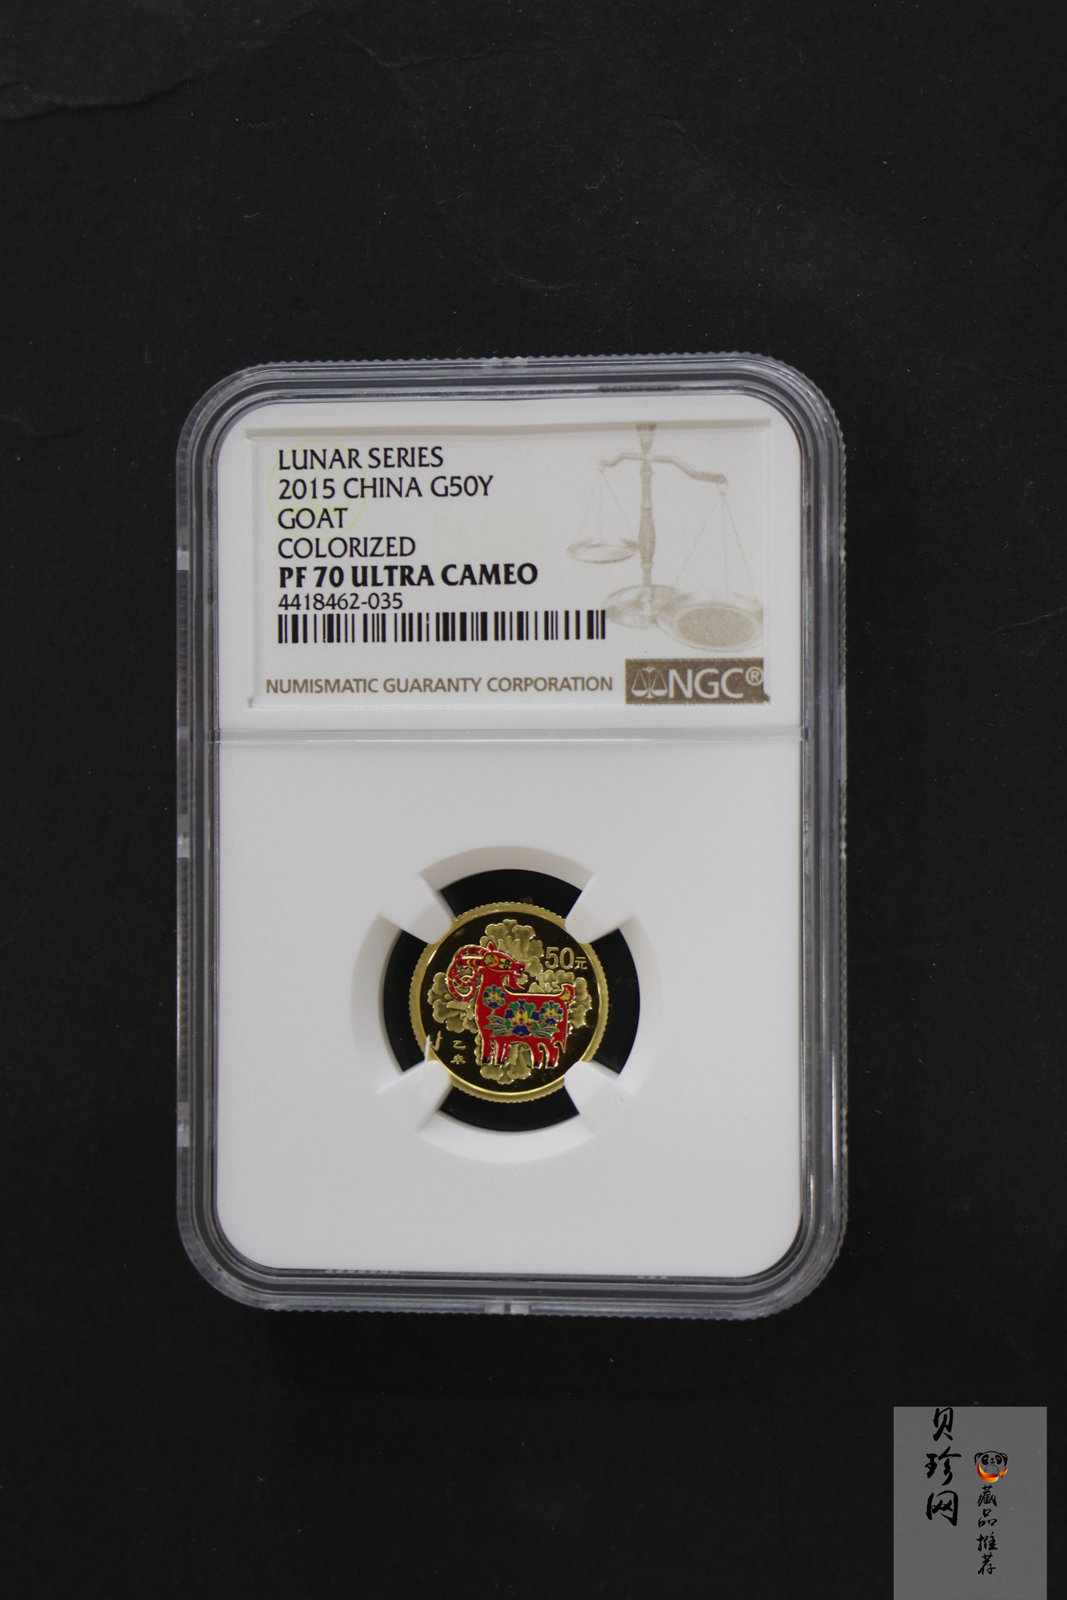 LUNAR SERIES
2015 CHINA G50Y
GOAT
COLORIZED
PF 70 ULTRA CAMEO
4418462-035
NUMISMATIC GUARANTY CORPORATION
NGC®
50元
乙未
贝珍网
藏品推荐